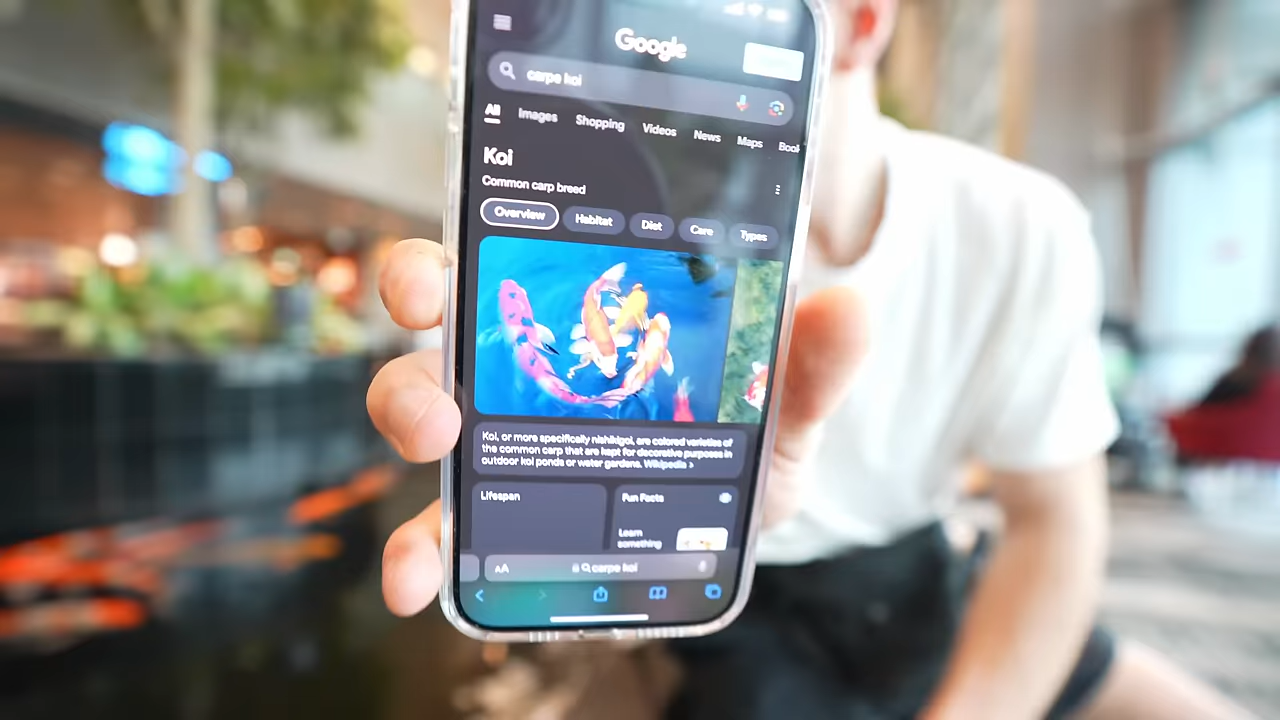 Google
carpe koi
All Images Shopping Videos News Maps Book
Koi
Common carp breed
Overview Habitat Diet Care Types
Koi, or more specifically nishikigoi, are colored varieties of
the common carp that are kept for decorative purposes in
outdoor koi ponds or water gardens. Wikipedia >
Lifespan
Fun Facts
Learn
something
AA carpe koi